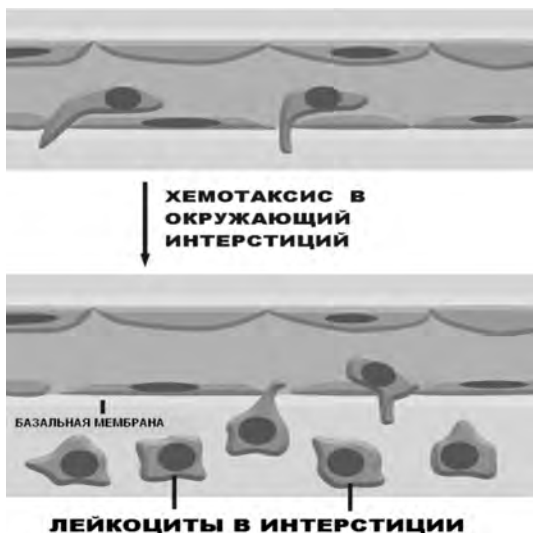 ХЕМОТАКСИС В
ОКРУЖАЮЩИЙ
ИНТЕРСТИЦИЙ
БАЗАЛЬНАЯ МЕМБРАНА
ЛЕЙКОЦИТЫ В ИНТЕРСТИЦИИ